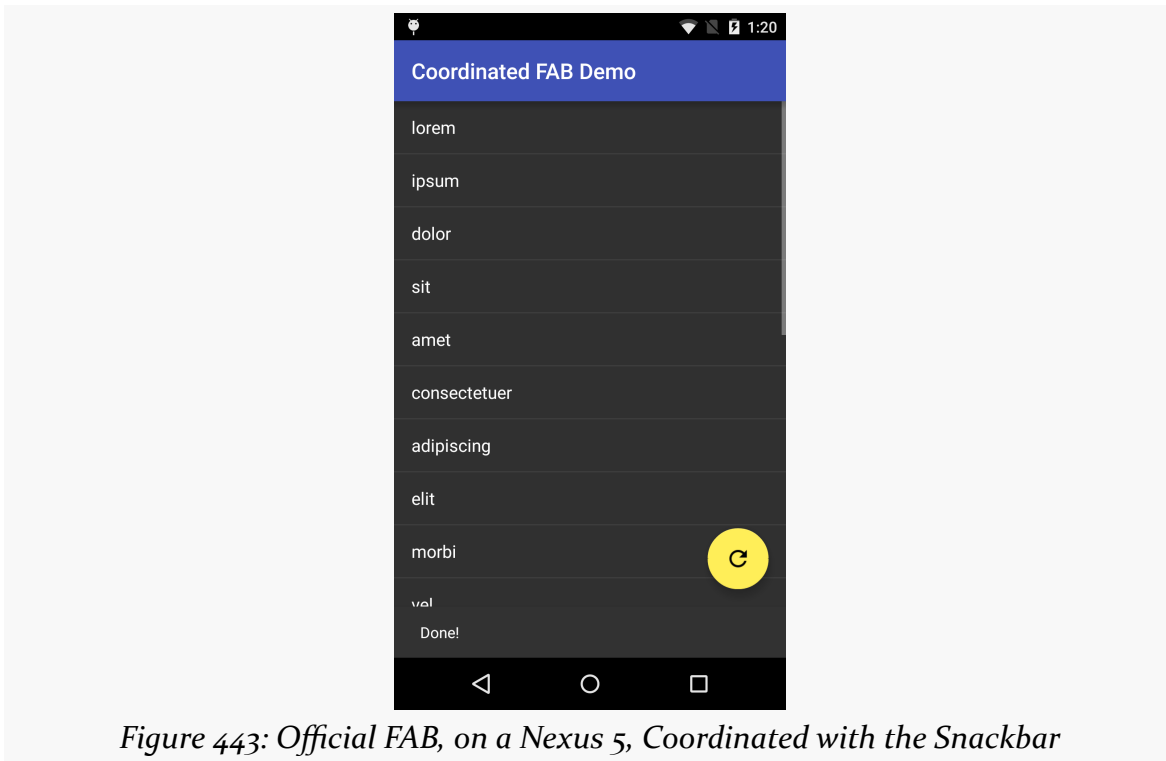 1:20
Coordinated FAB Demo
lorem
ipsum
dolor
sit
amet
consectetuer
adipiscing
elit
morbi
vel
Done!
Figure 443: Official FAB, on a Nexus 5, Coordinated with the Snackbar